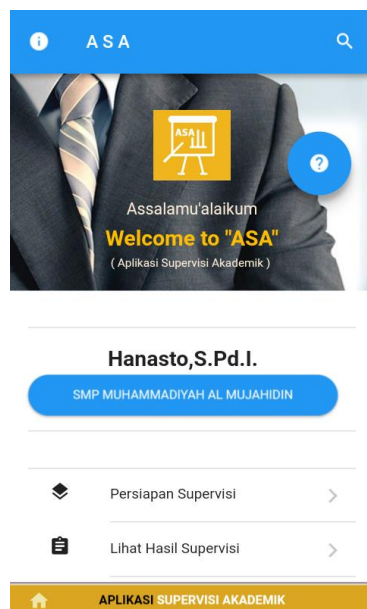 A S A
ASA
Assalamu'alaikum
Welcome to "ASA"
( Aplikasi Supervisi Akademik )
Hanasto,S.Pd.I.
SMP MUHAMMADIYAH AL MUJAHIDIN
Persiapan Supervisi
Lihat Hasil Supervisi
APLIKASI SUPERVISI AKADEMIK